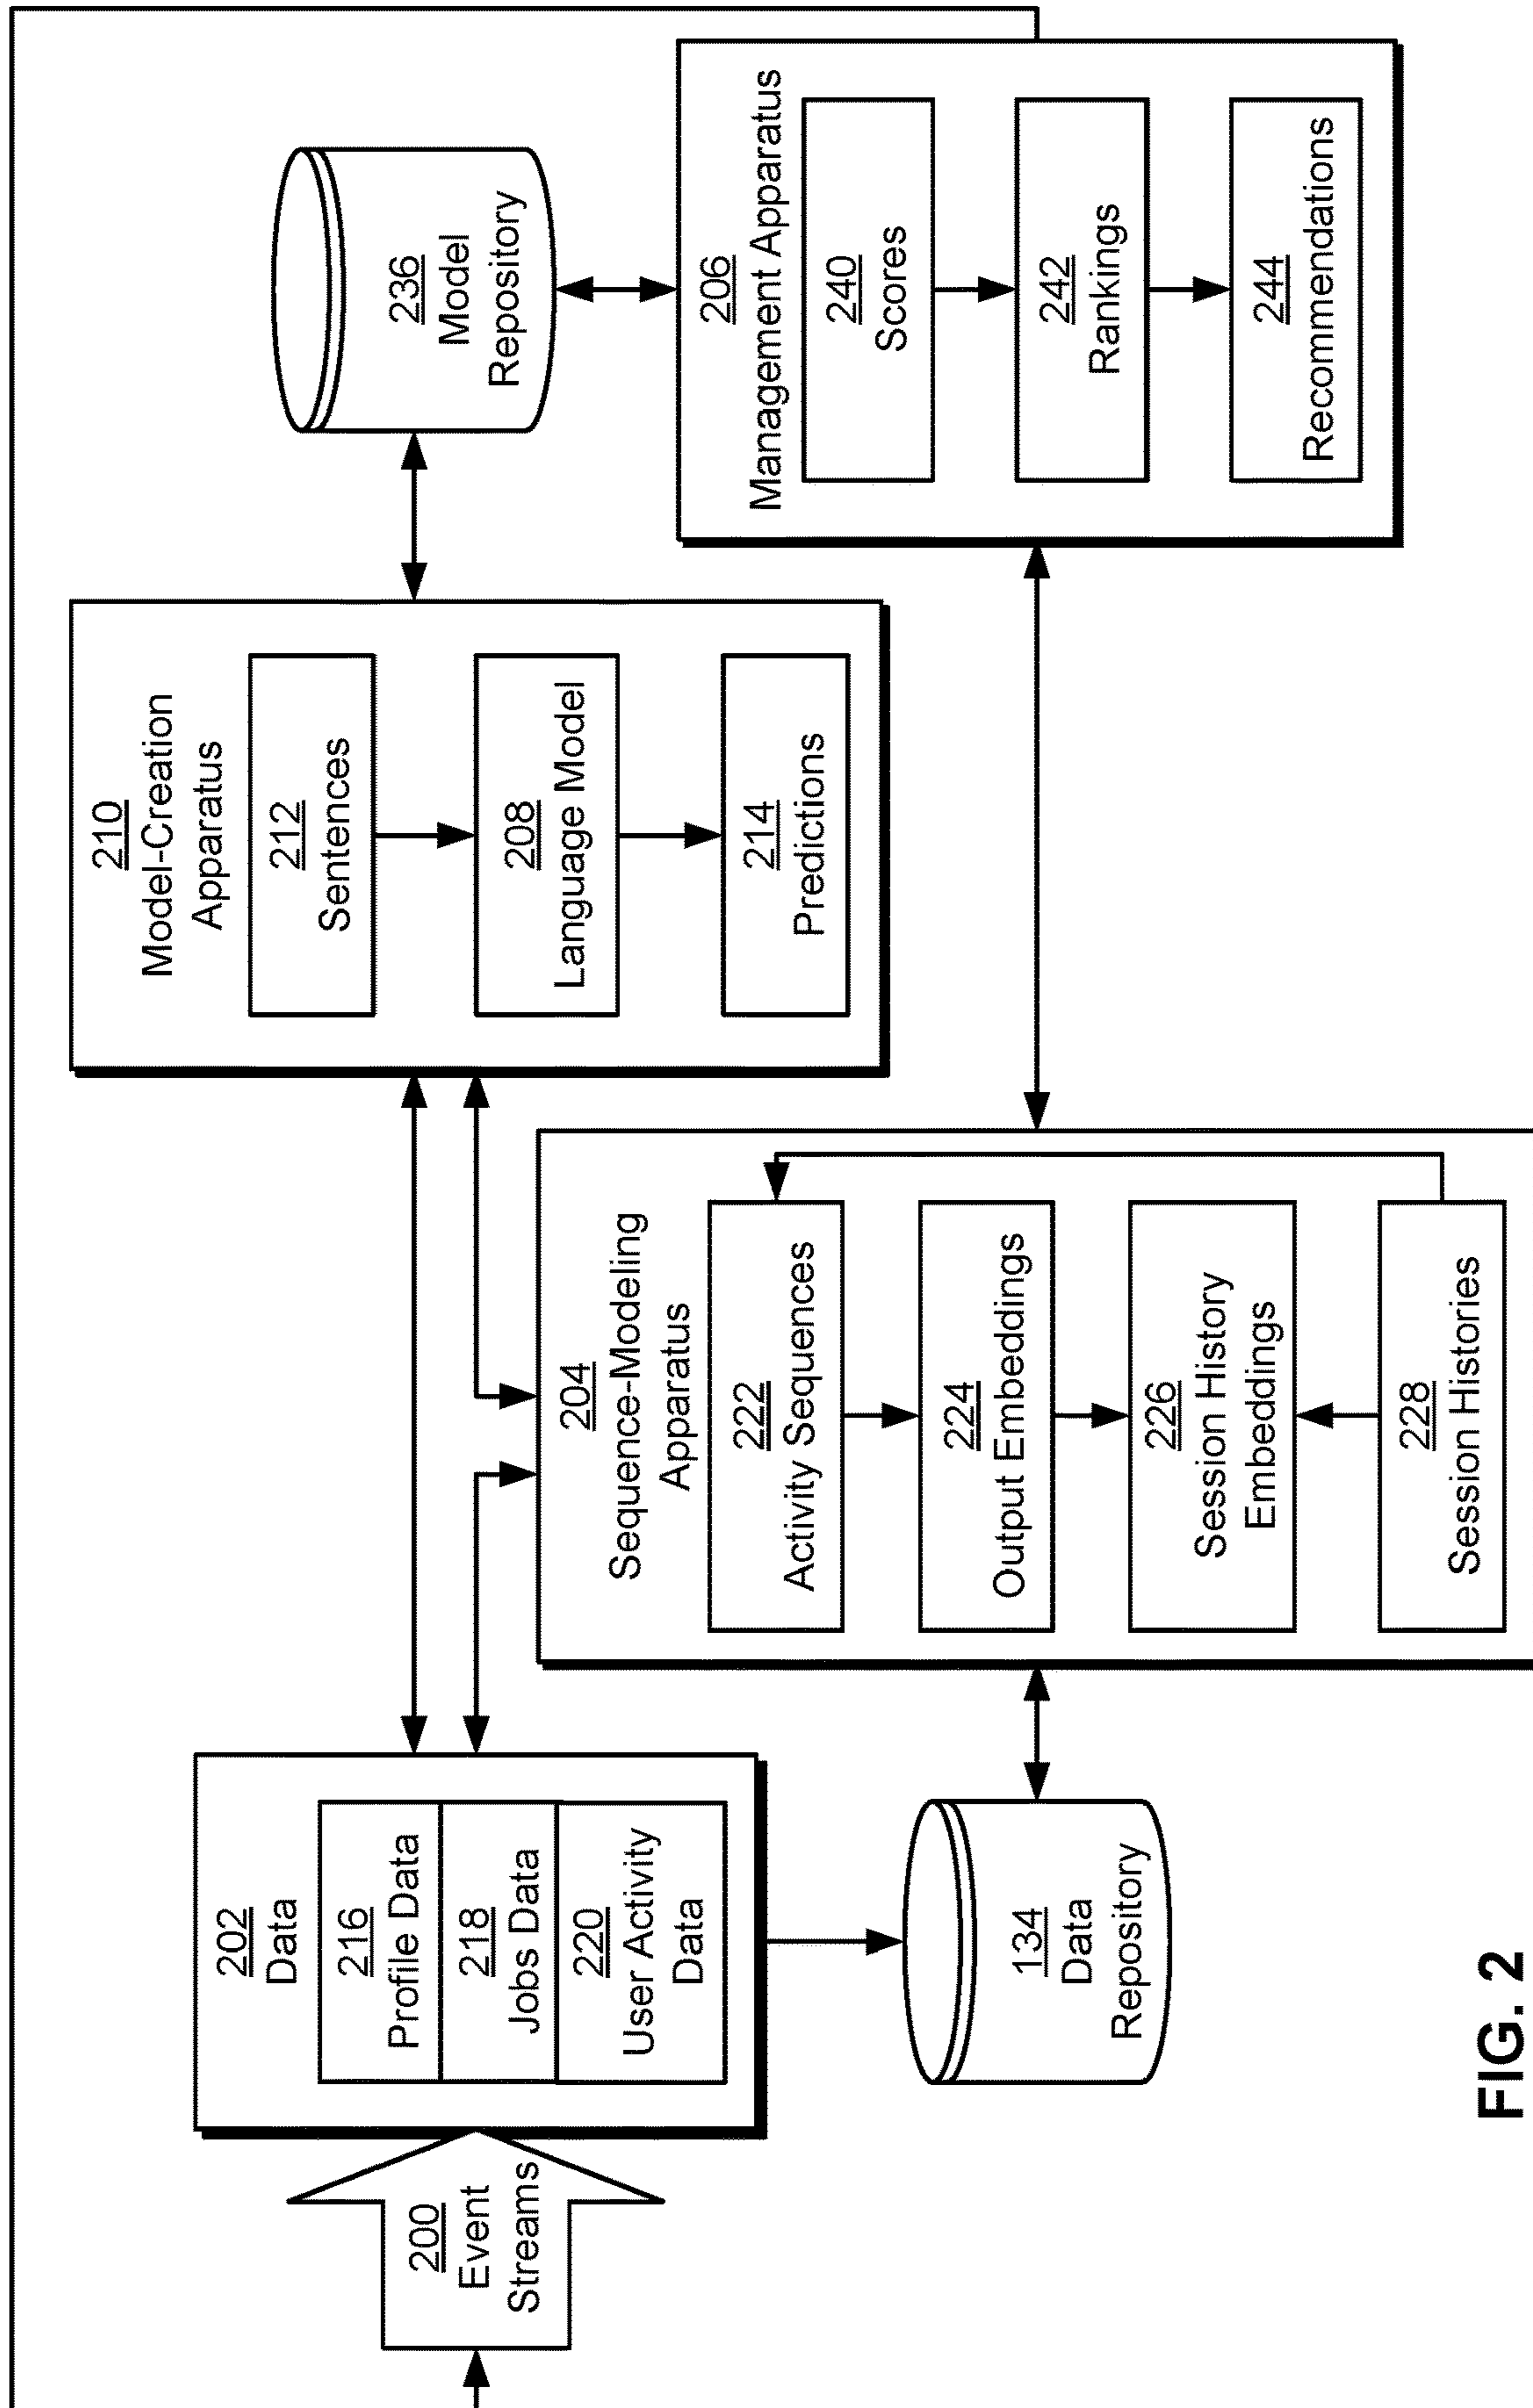 200
Event
Streams
202
Data
216
Profile Data
218
Jobs Data
220
User Activity
Data
134
Data
Repository
210
Model-Creation
Apparatus
212
Sentences
208
Language Model
214
Predictions
204
Sequence-Modeling
Apparatus
222
Activity Sequences
224
Output Embeddings
226
Session History
Embeddings
228
Session Histories
236
Model
Repository
206
Management Apparatus
240
Scores
242
Rankings
244
Recommendations
FIG. 2